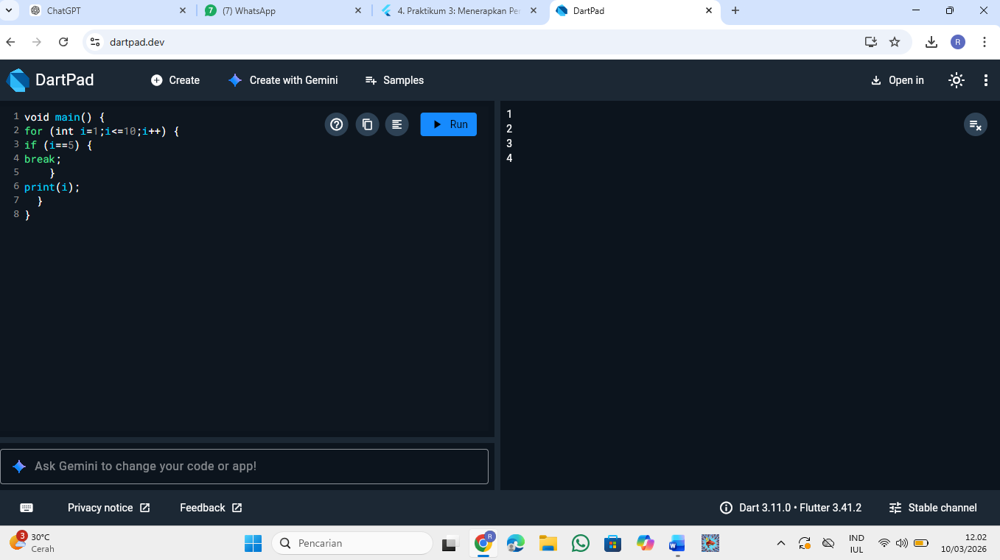 ChatGPT
7 (7) WhatsApp
4. Praktikum 3: Menerapkan Per
DartPad
dartpad.dev
R
DartPad
Create
Create with Gemini
Samples
Open in
1 void main() {
2 for (int i=1;i<=10;i++) {
3 if (i==5) {
4 break;
5     }
6 print(i);
7   }
8 }
Run
1
2
3
4
Ask Gemini to change your code or app!
Privacy notice
Feedback
Dart 3.11.0 • Flutter 3.41.2
Stable channel
3
30°C
Cerah
Pencarian
R
W
IND
IUL
12.02
10/03/2026